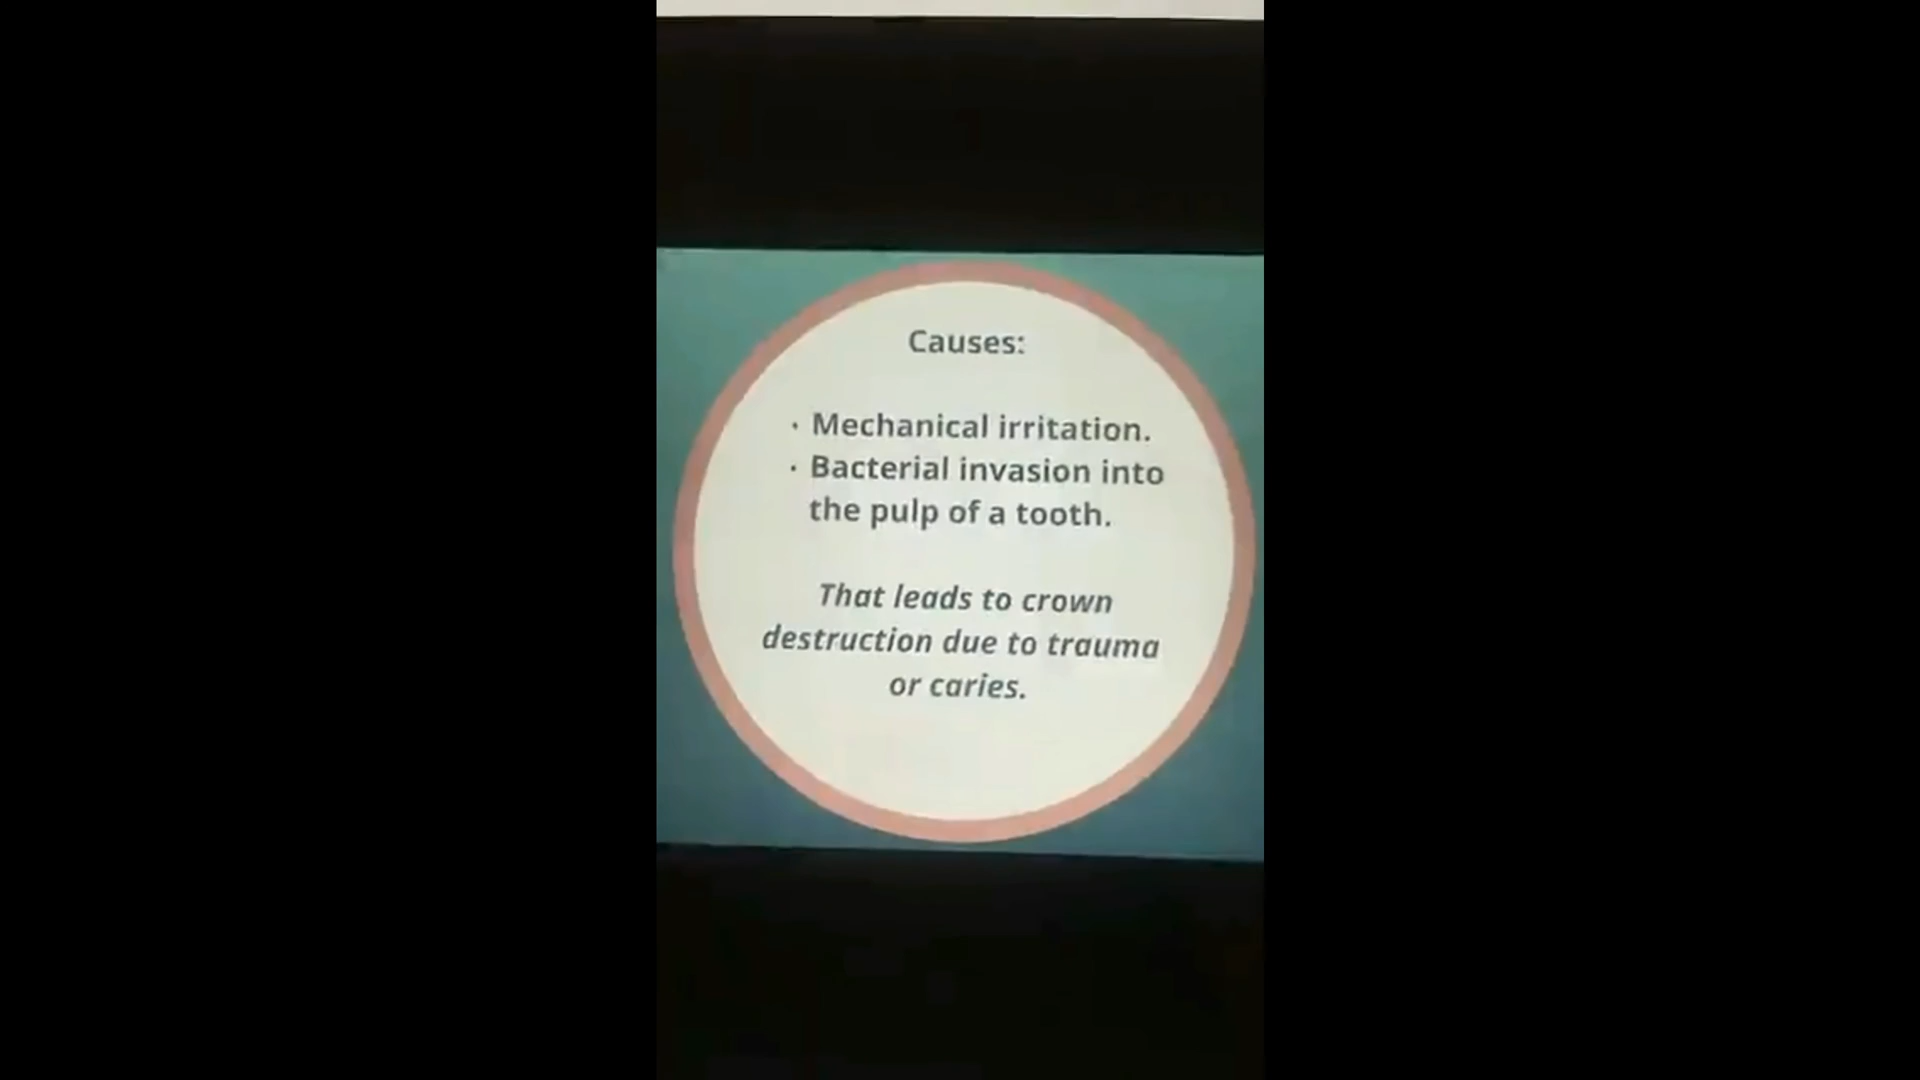 Causes:
· Mechanical irritation.
· Bacterial invasion into
the pulp of a tooth.
That leads to crown
destruction due to trauma
or caries.